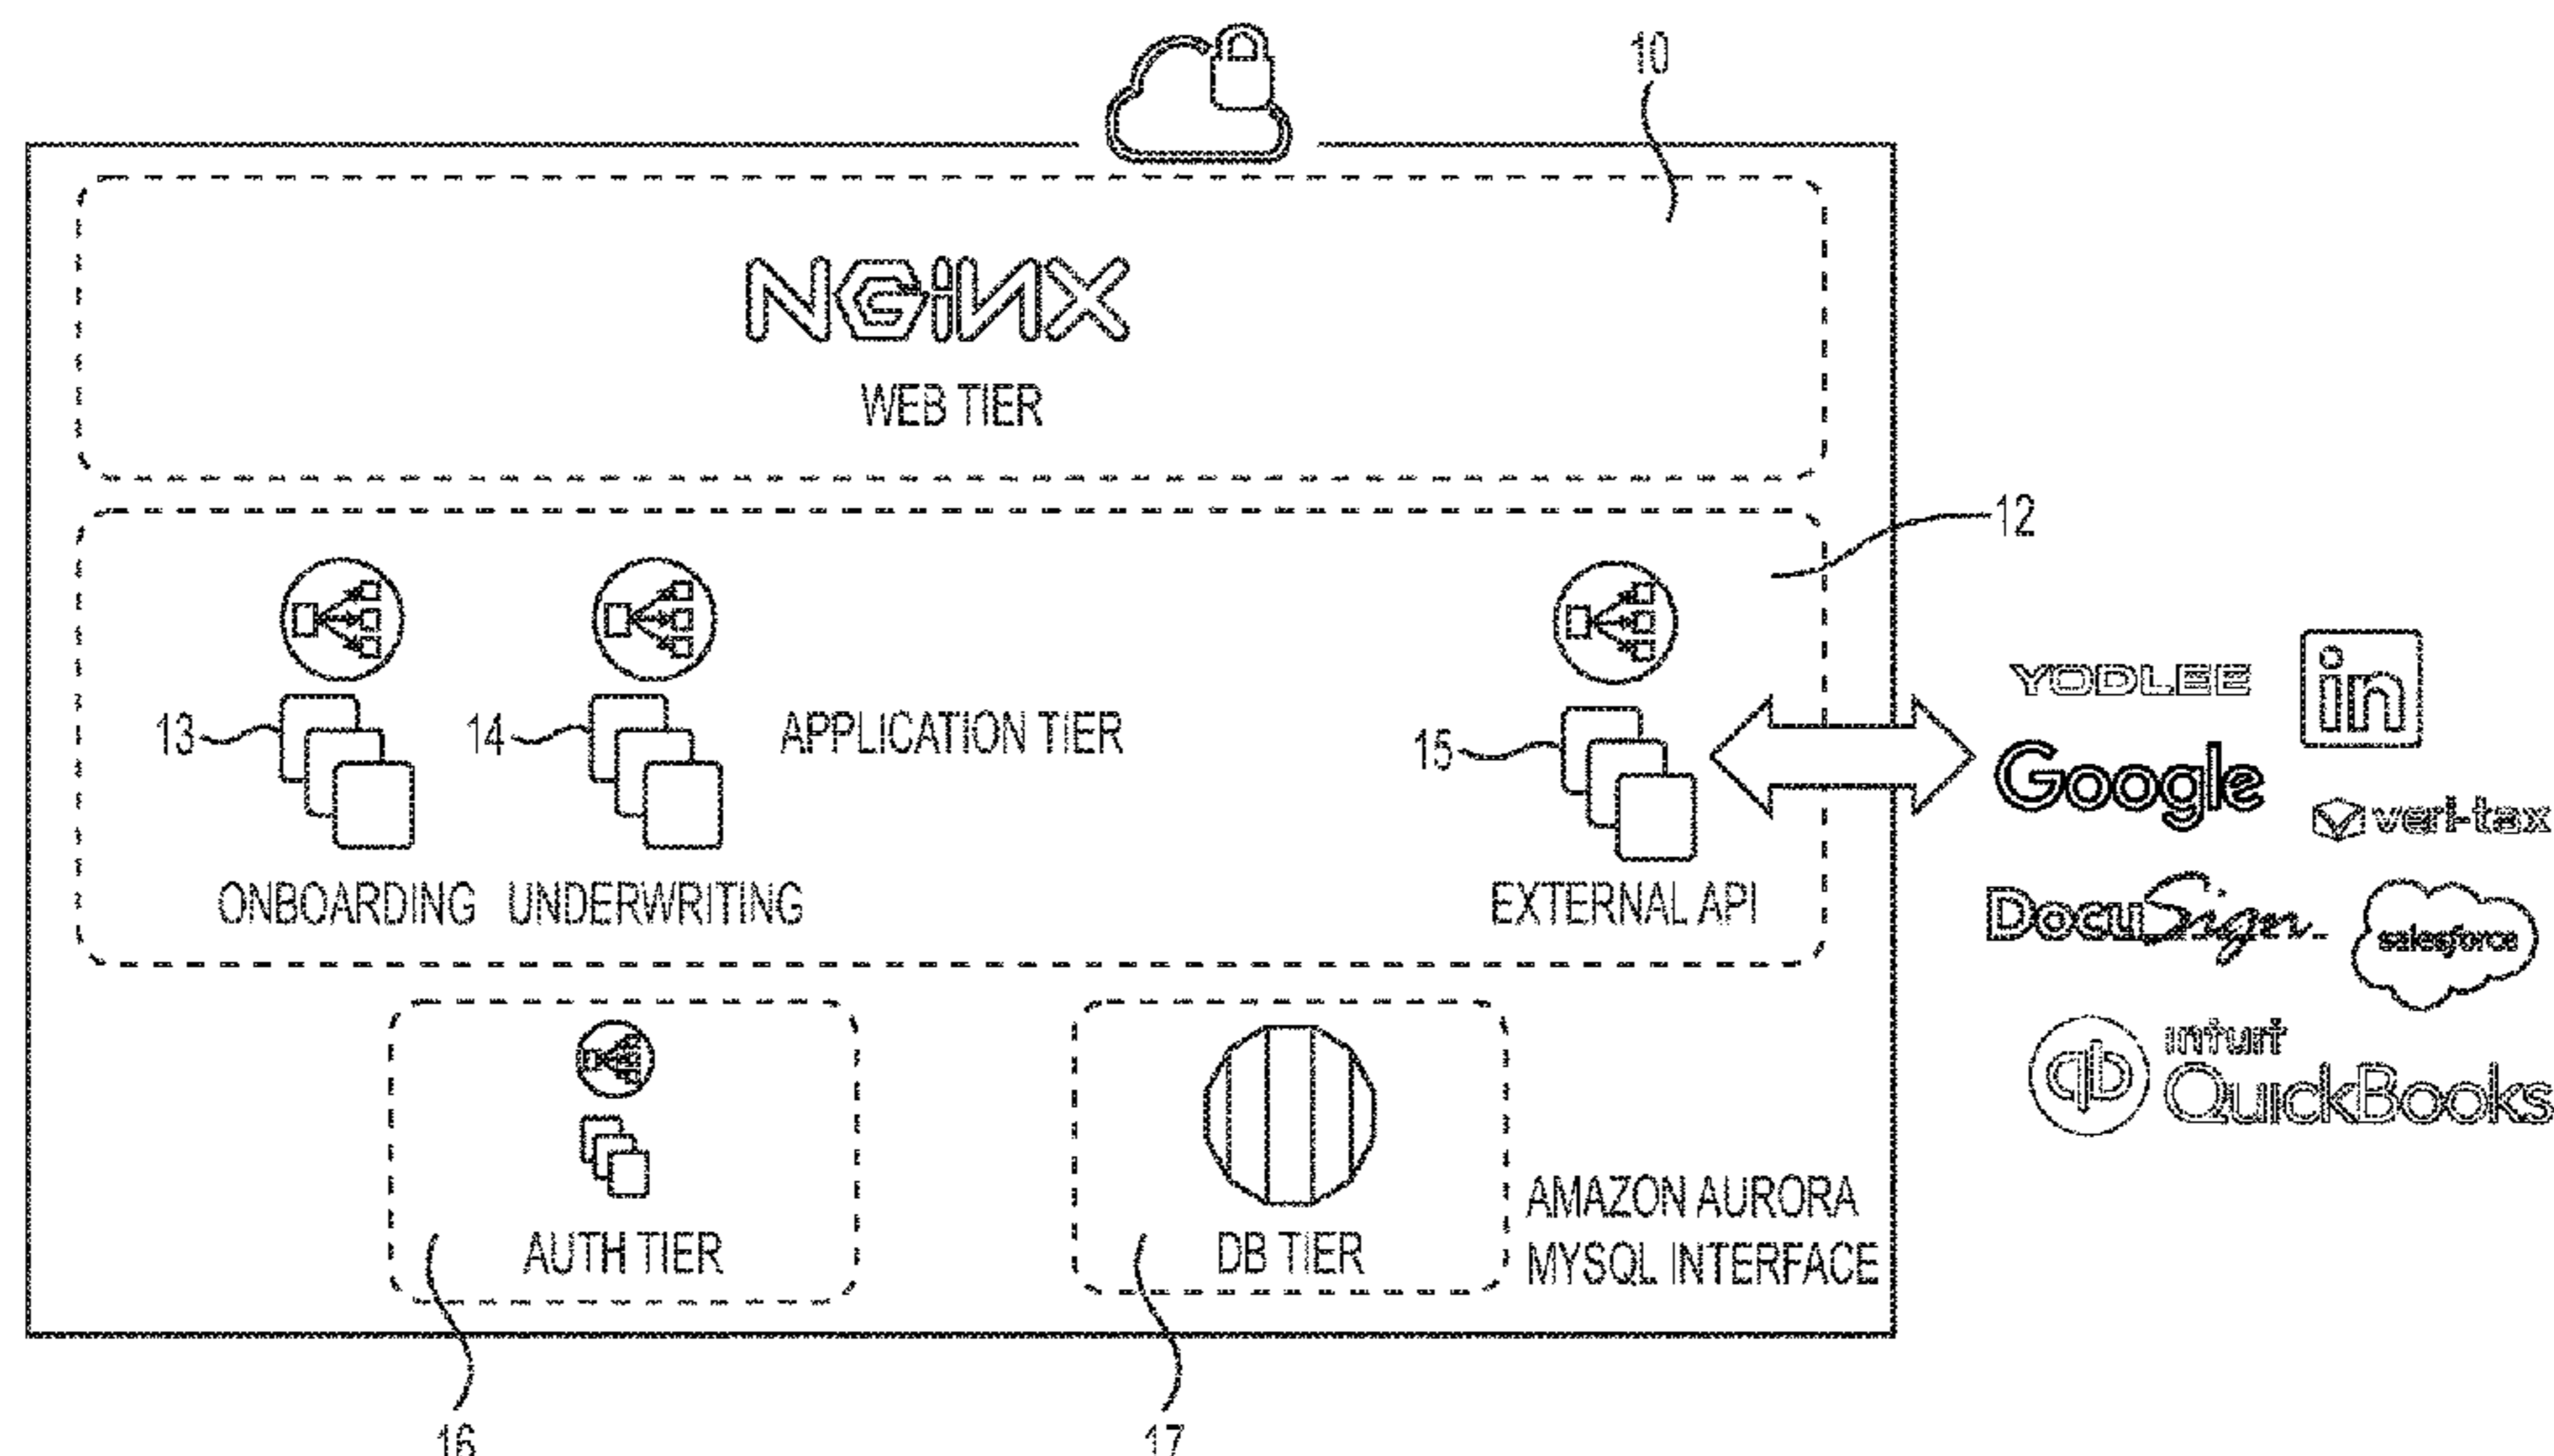 10
NGiNX
WEB TIER
12
13
14
APPLICATION TIER
15
ONBOARDING
UNDERWRITING
EXTERNAL API
YODLEE
in
Google
veri-tax
DocuSign
salesforce
intuit
qb
QuickBooks
AUTH TIER
DB TIER
AMAZON AURORA
MYSQL INTERFACE
16
17